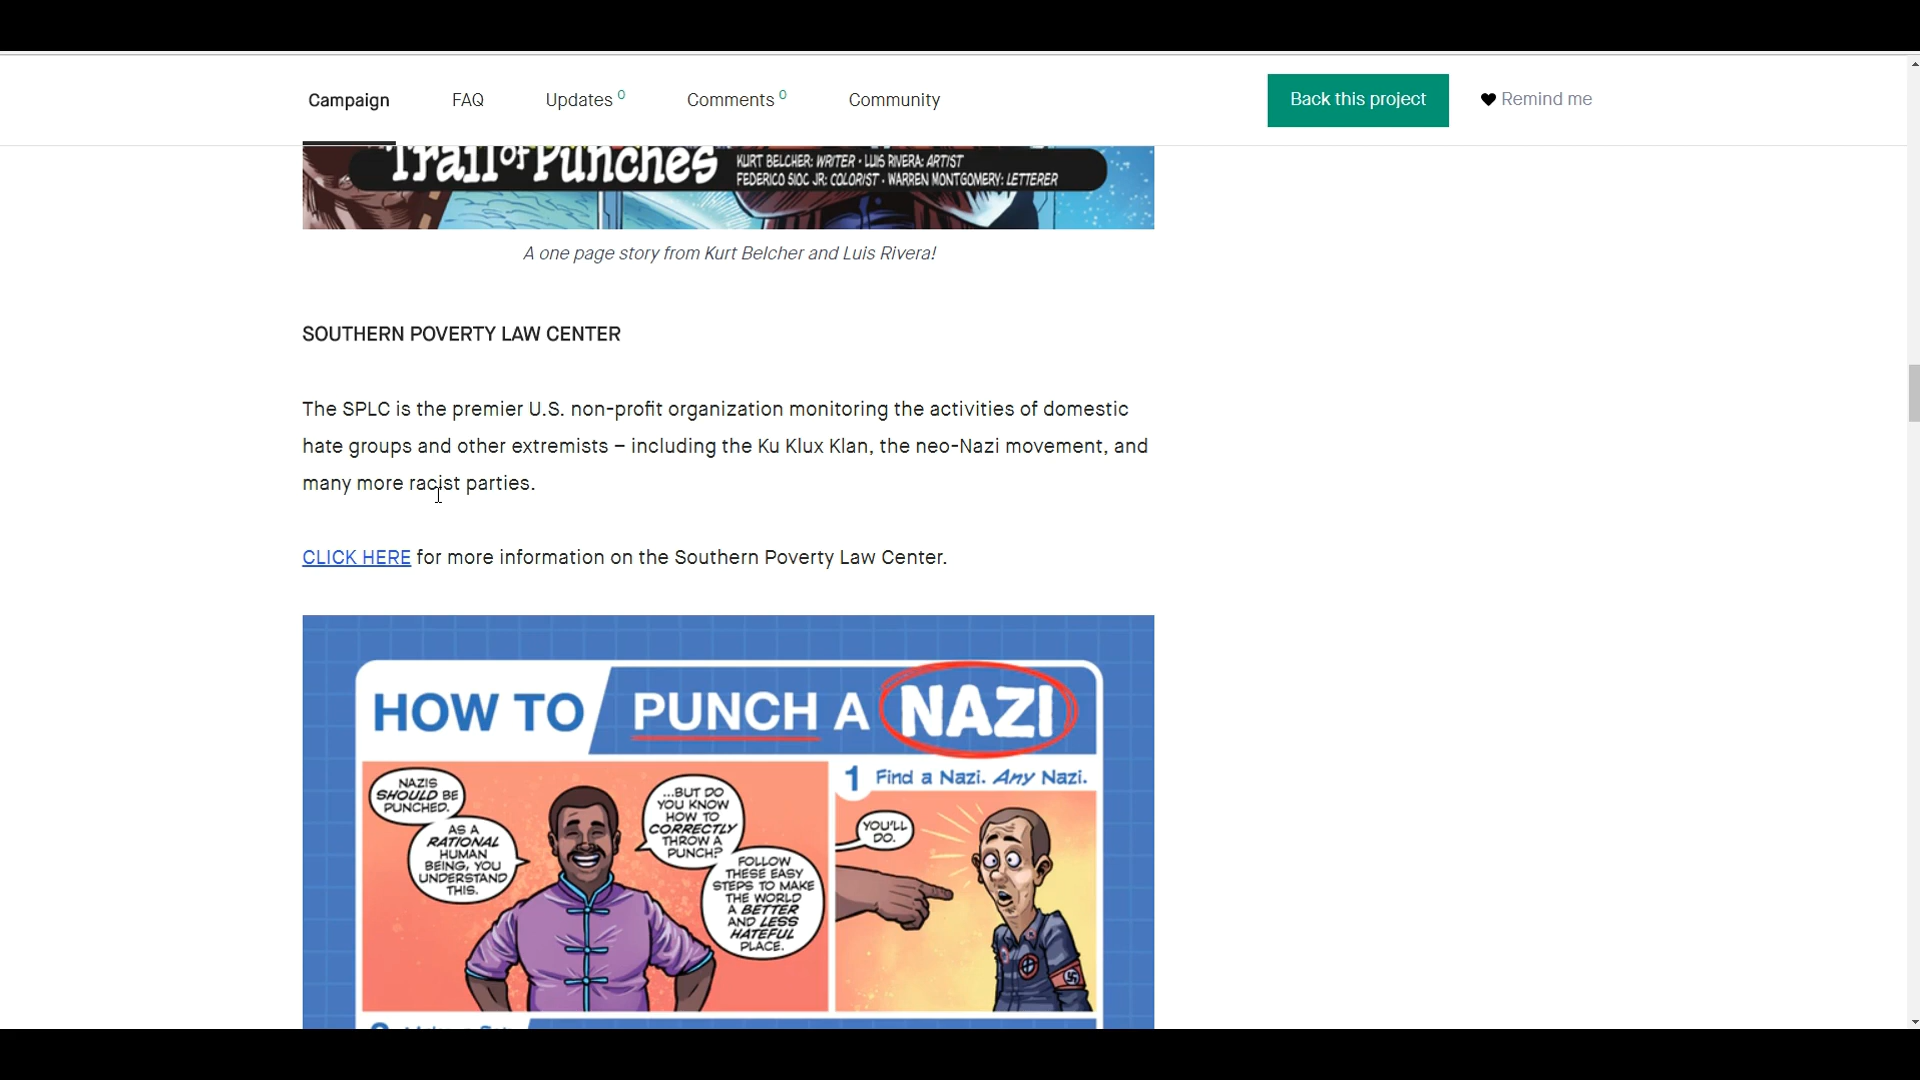 Campaign
FAQ
Updates 0
Comments 0
Community
Back this project
Remind me
Trail of Punches
KURT BELCHER: WRITER · LUIS RIVERA: ARTIST
FEDERICO SIOC JR: COLORIST · WARREN MONTGOMERY: LETTERER
A one page story from Kurt Belcher and Luis Rivera!
SOUTHERN POVERTY LAW CENTER
The SPLC is the premier U.S. non-profit organization monitoring the activities of domestic
hate groups and other extremists – including the Ku Klux Klan, the neo-Nazi movement, and
many more racist parties.
CLICK HERE for more information on the Southern Poverty Law Center.
HOW TO PUNCH A NAZI
NAZIS
SHOULD BE
PUNCHED.
AS A
RATIONAL
HUMAN
BEING, YOU
UNDERSTAND
THIS.
...BUT DO
YOU KNOW
HOW TO
CORRECTLY
THROW A
PUNCH?
FOLLOW
THESE EASY
STEPS TO MAKE
THE WORLD
A BETTER
AND LESS
HATEFUL
PLACE.
1 Find a Nazi. Any Nazi.
YOU'LL
DO.